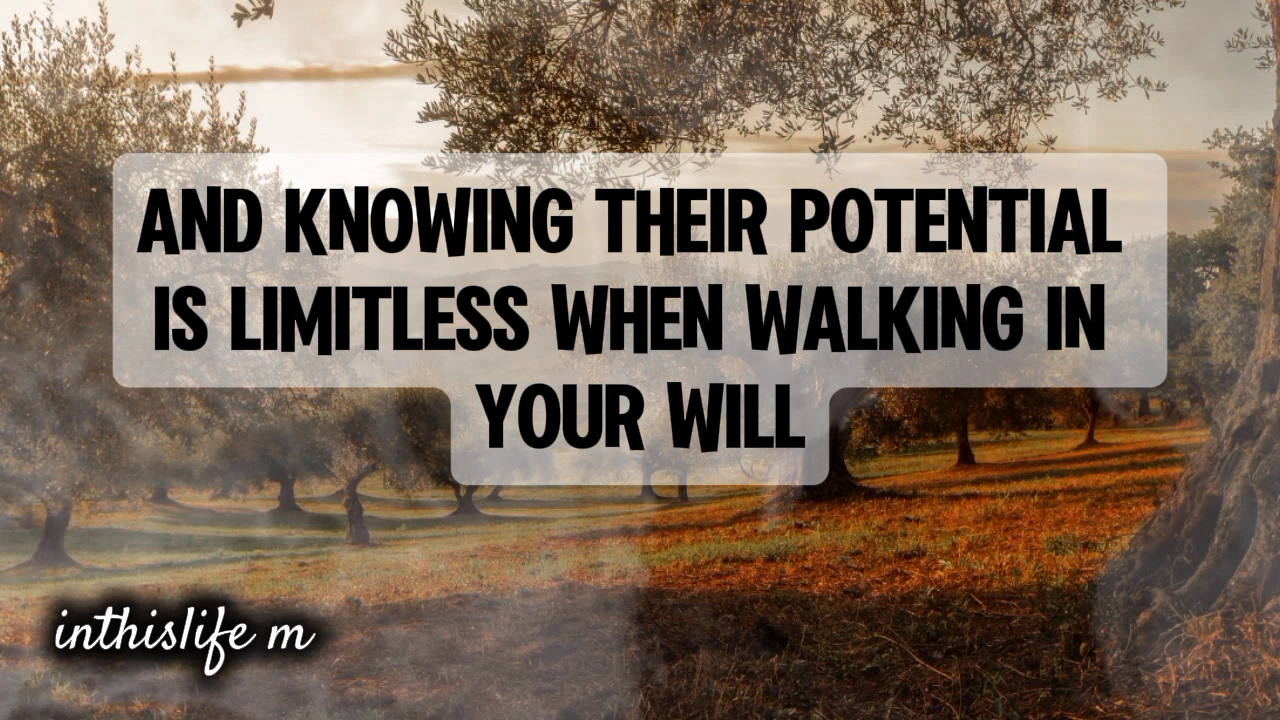 AND KNOWING THEIR POTENTIAL
IS LIMITLESS WHEN WALKING IN
YOUR WILL
inthislife m